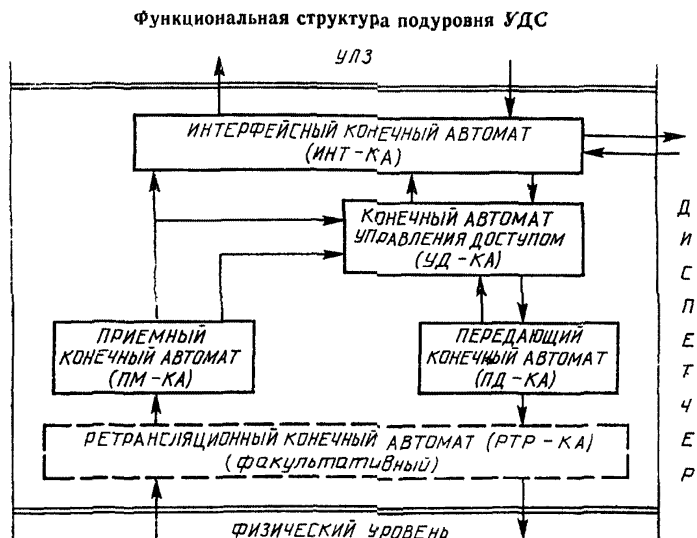 Функциональная структура подуровня УДС
УЛЗ
ИНТЕРФЕЙСНЫЙ КОНЕЧНЫЙ АВТОМАТ
(ИНТ-КА)
КОНЕЧНЫЙ АВТОМАТ
УПРАВЛЕНИЯ ДОСТУПОМ
(УД-КА)
ДИСПЕТЧЕР
ПРИЕМНЫЙ
КОНЕЧНЫЙ АВТОМАТ
(ПМ-КА)
ПЕРЕДАЮЩИЙ
КОНЕЧНЫЙ АВТОМАТ
(ПД-КА)
РЕТРАНСЛЯЦИОННЫЙ КОНЕЧНЫЙ АВТОМАТ (РТР-КА)
(факультативный)
ФИЗИЧЕСКИЙ УРОВЕНЬ